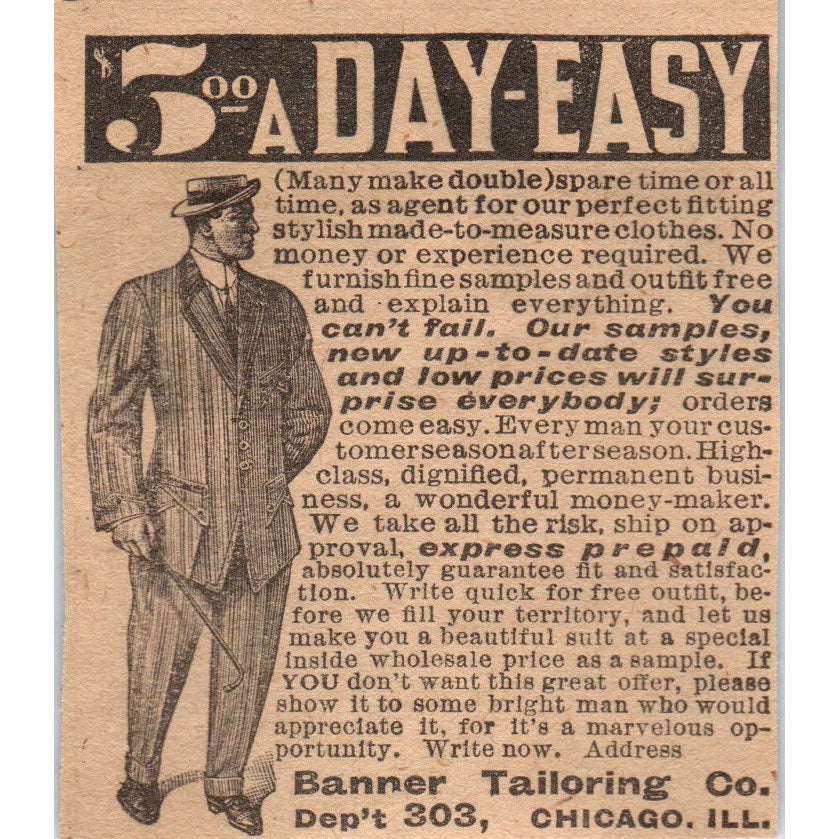 $5.00 A DAY-EASY
(Many make double) spare time or all
time, as agent for our perfect fitting
stylish made-to-measure clothes. No
money or experience required. We
furnish fine samples and outfit free
and explain everything. You
can't fail. Our samples,
new up-to-date styles
and low prices will sur-
prise everybody; orders
come easy. Every man your cus-
tomer season after season. High-
class, dignified, permanent busi-
ness, a wonderful money-maker.
We take all the risk, ship on ap-
proval, express prepaid,
absolutely guarantee fit and satisfac-
tion. Write quick for free outfit, be-
fore we fill your territory, and let us
make you a beautiful suit at a special
inside wholesale price as a sample. If
YOU don't want this great offer, please
show it to some bright man who would
appreciate it, for it's a marvelous op-
portunity. Write now. Address
Banner Tailoring Co.
Dep't 303, CHICAGO. ILL.